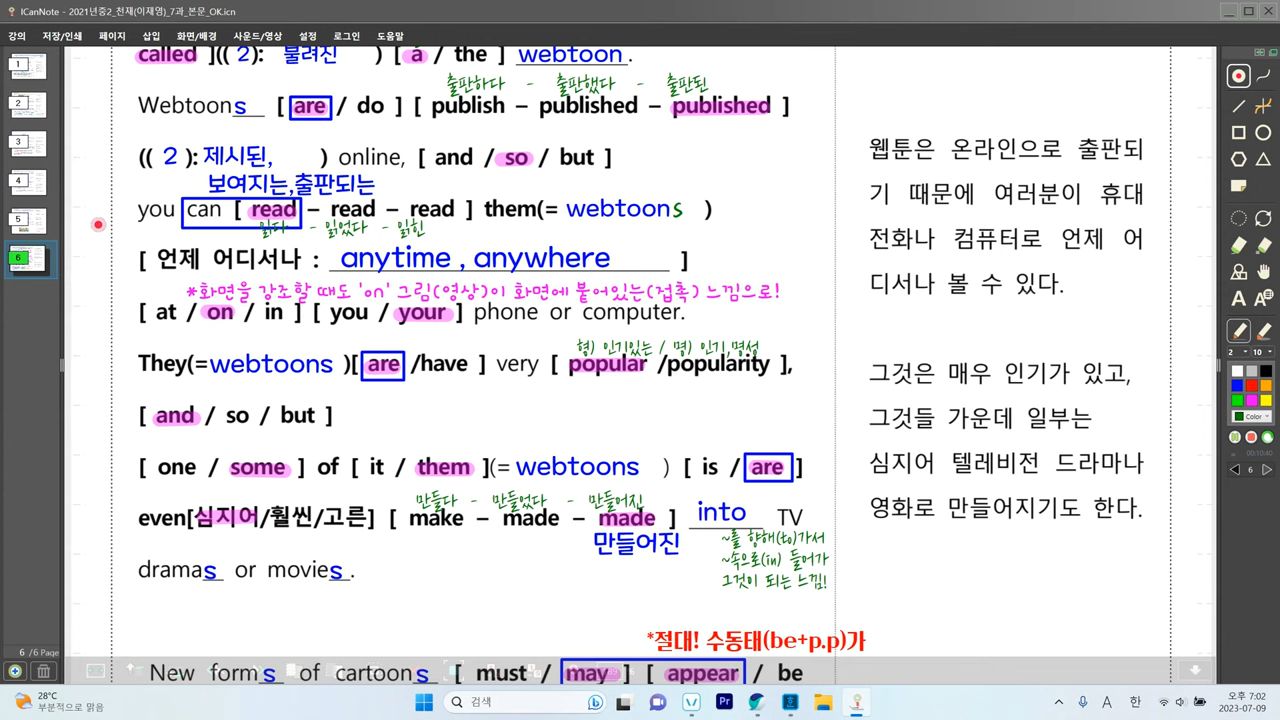 ICanNote - 2021년중2_천재(이재영)_7과_본문_OK.icn
강의 저장/인쇄 페이지 삽입 화면/배경 사운드/영상 설정 로그인 도움말
called ](( 2): 불려진 ) [ a / the ] webtoon .
출판하다 - 출판했다 - 출판된
Webtoons [ are / do ] [ publish – published – published ]
(( 2 ): 제시된, ) online, [ and / so / but ]
보여지는,출판되는
you can [ read – read – read ] them(= webtoons )
읽다 - 읽었다 - 읽힌
[ 언제 어디서나 : anytime , anywhere ]
*화면을 강조할 때도 'on' 그림(영상)이 화면에 붙어있는(접촉) 느낌으로!
[ at / on / in ] [ you / your ] phone or computer.
형) 인기있는 / 명) 인기,명성
They(=webtoons )[ are /have ] very [ popular /popularity ],
[ and / so / but ]
[ one / some ] of [ it / them ](= webtoons ) [ is / are ]
만들다 - 만들었다 - 만들어진
even[심지어/훨씬/고른] [ make – made – made ] into TV
만들어진
~를 향해(to)가서
~속으로(in) 들어가
그것이 되는 느낌!
dramas or movies.
*절대! 수동태(be+p.p)가
New forms of cartoons [ must / may ] [ appear / be
웹툰은 온라인으로 출판되
기 때문에 여러분이 휴대
전화나 컴퓨터로 언제 어
디서나 볼 수 있다.
그것은 매우 인기가 있고,
그것들 가운데 일부는
심지어 텔레비전 드라마나
영화로 만들어지기도 한다.
1
2
3
4
5
6
2 10
Color
00:10:40
6
6 / 6 Page
28°C
부분적으로 맑음
검색
A 한
오후 7:02
2023-07-09